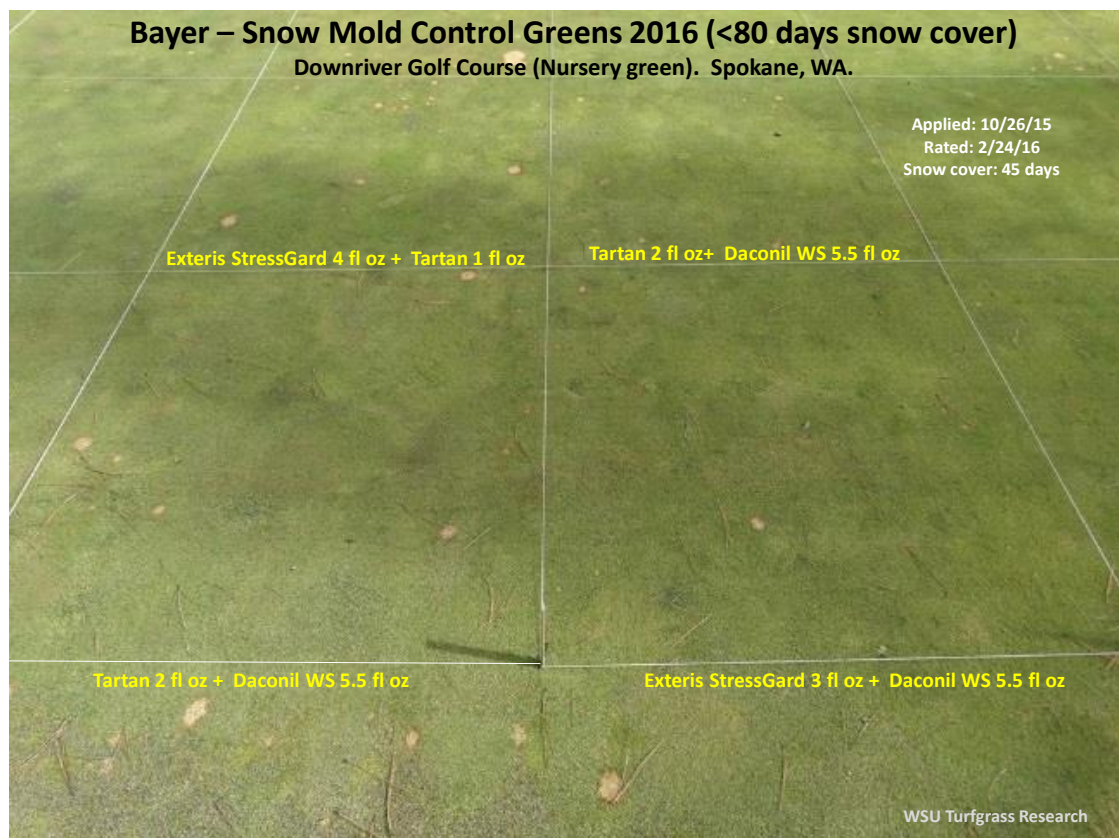 Bayer – Snow Mold Control Greens 2016 (<80 days snow cover)
Downriver Golf Course (Nursery green).  Spokane, WA.
Applied: 10/26/15
Rated: 2/24/16
Snow cover: 45 days
Exteris StressGard 4 fl oz +  Tartan 1 fl oz
Tartan 2 fl oz+  Daconil WS 5.5 fl oz
Tartan 2 fl oz +  Daconil WS 5.5 fl oz
Exteris StressGard 3 fl oz +  Daconil WS 5.5 fl oz
WSU Turfgrass Research